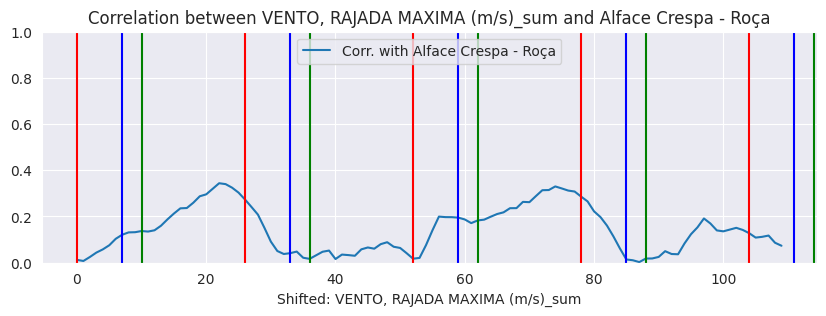 Correlation between VENTO, RAJADA MAXIMA (m/s)_sum and Alface Crespa - Roça
Corr. with Alface Crespa - Roça
1.0
0.8
0.6
0.4
0.2
0.0
0 20 40 60 80 100
Shifted: VENTO, RAJADA MAXIMA (m/s)_sum